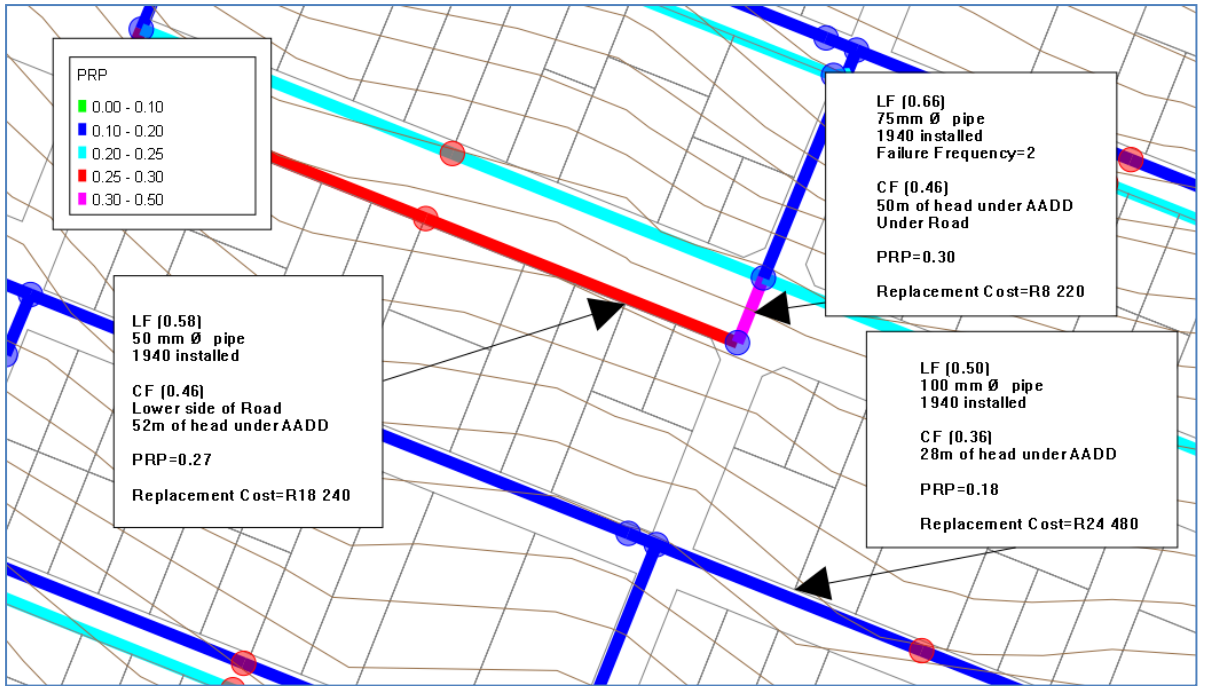 PRP
0.00 - 0.10
0.10 - 0.20
0.20 - 0.25
0.25 - 0.30
0.30 - 0.50
LF (0.66)
75mm Ø pipe
1940 installed
Failure Frequency=2
CF (0.46)
50m of head under AADD
Under Road
PRP=0.30
Replacement Cost=R8 220
LF (0.58)
50 mm Ø pipe
1940 installed
CF (0.46)
Lower side of Road
52m of head under AADD
PRP=0.27
Replacement Cost=R18 240
LF (0.50)
100 mm Ø pipe
1940 installed
CF (0.36)
28m of head under AADD
PRP=0.18
Replacement Cost=R24 480